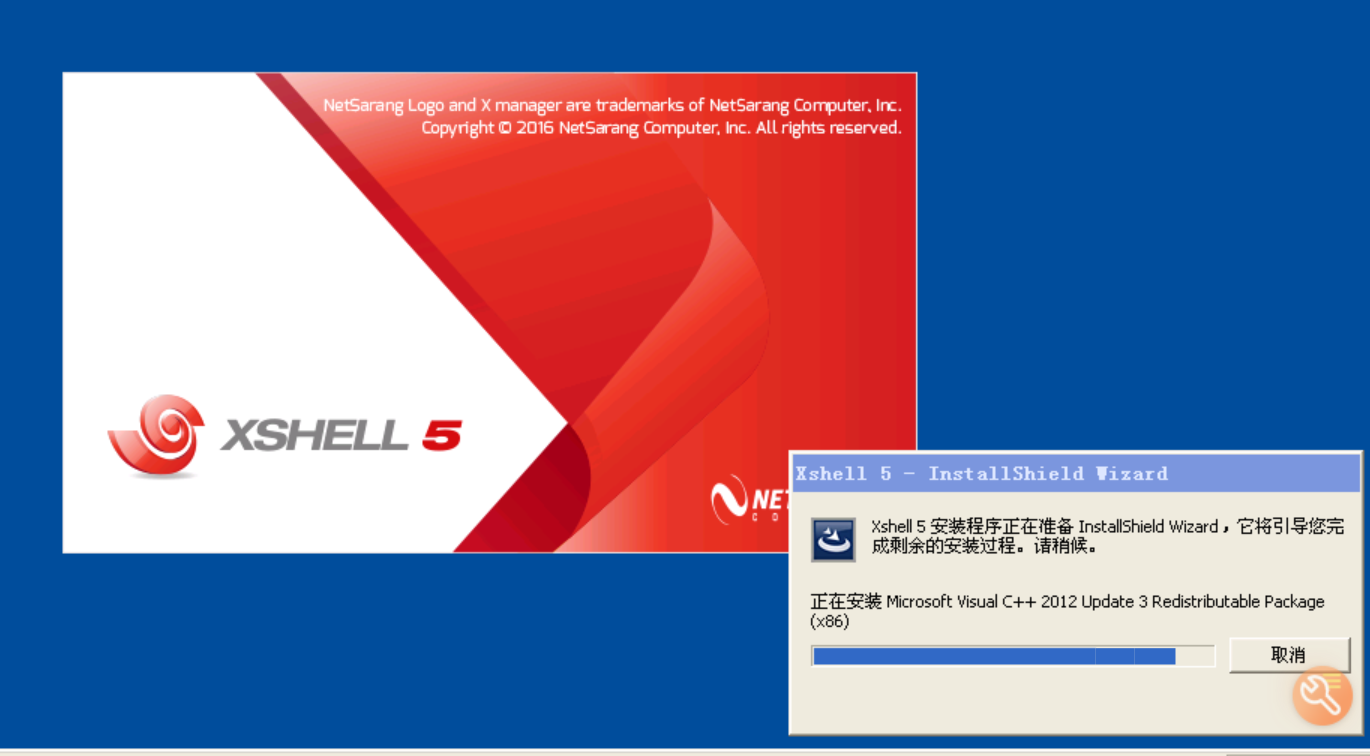 NetSarang Logo and X manager are trademarks of NetSarang Computer, Inc.
Copyright © 2016 NetSarang Computer, Inc. All rights reserved.
XSHELL 5
Xshell 5 - InstallShield Wizard
Xshell 5 安装程序正在准备 InstallShield Wizard，它将引导您完
成剩余的安装过程。请稍候。
正在安装 Microsoft Visual C++ 2012 Update 3 Redistributable Package
(x86)
取消